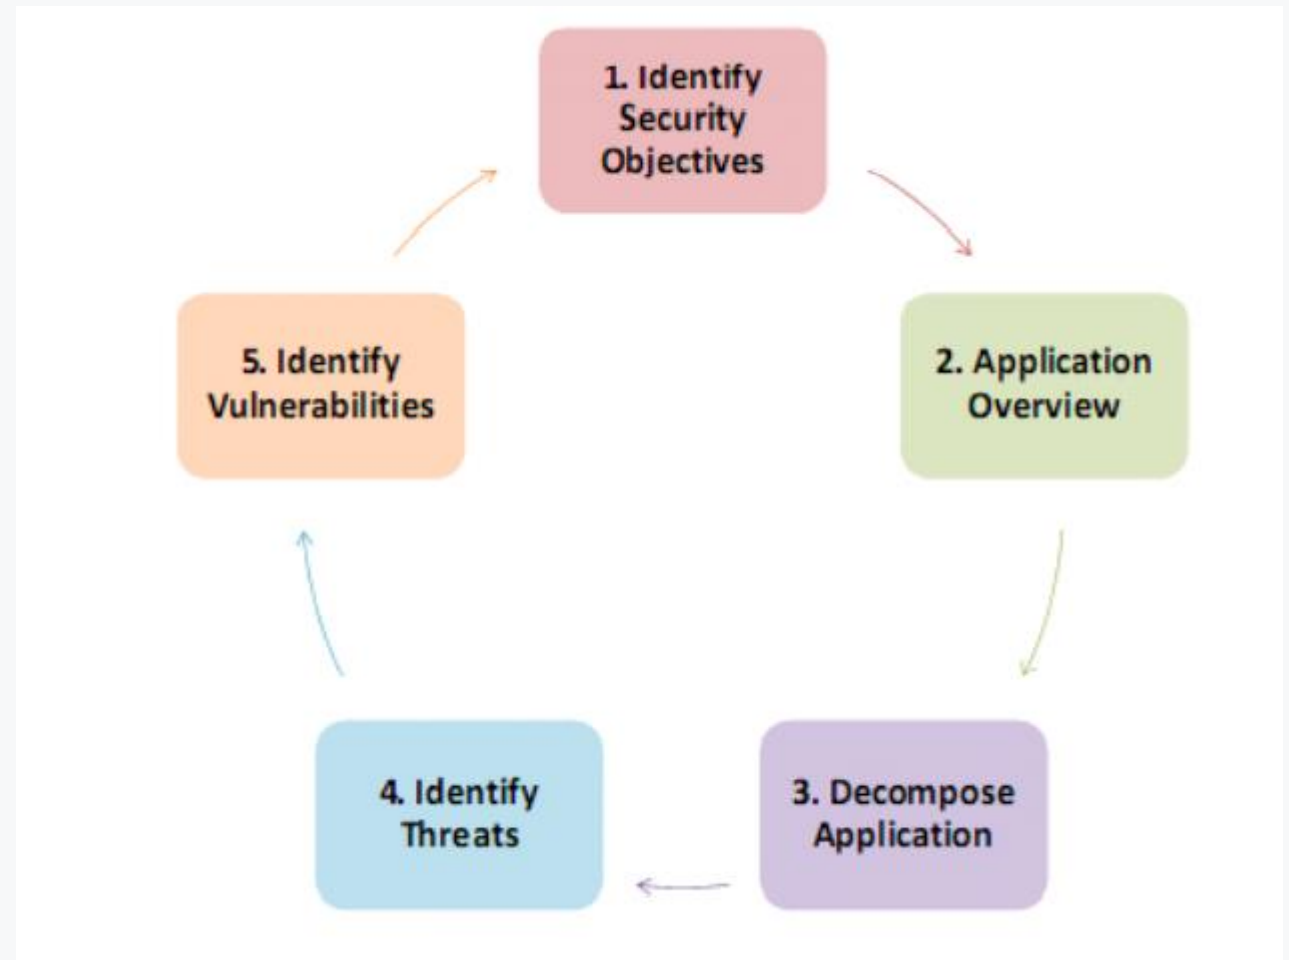 1. Identify
Security
Objectives
2. Application
Overview
3. Decompose
Application
4. Identify
Threats
5. Identify
Vulnerabilities